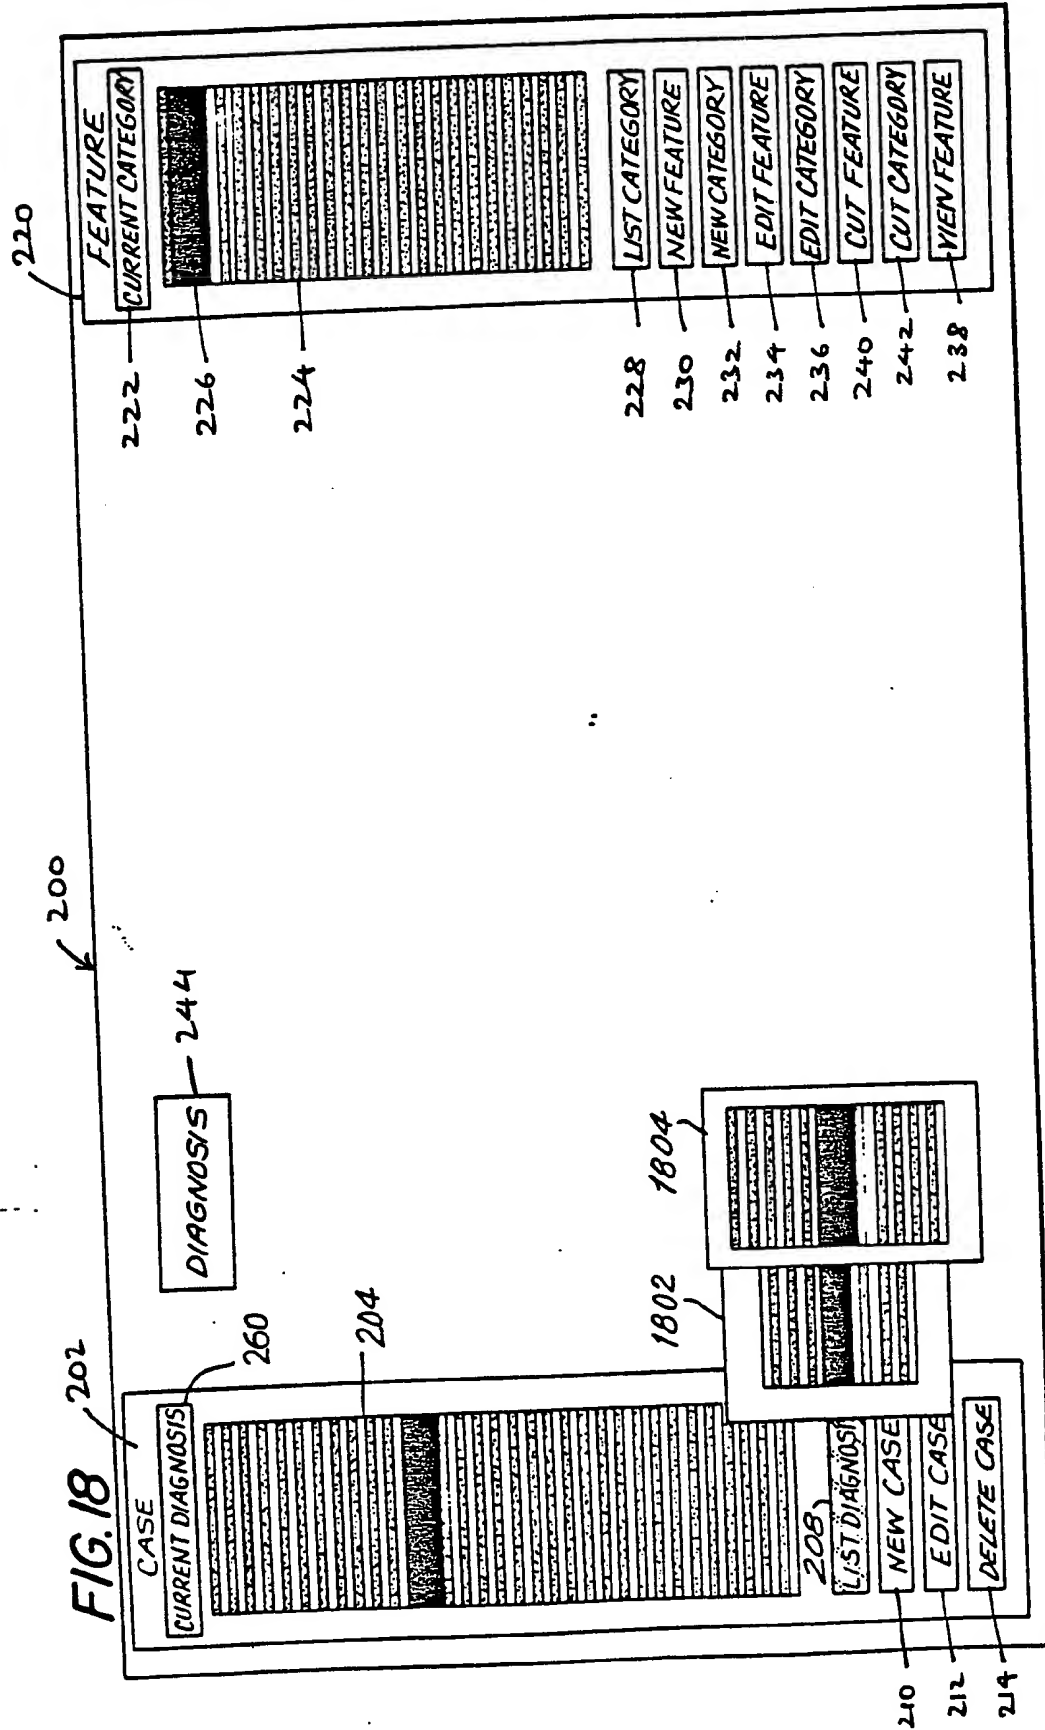 FIG.18
200
202
CASE
CURRENT DIAGNOSIS
260
204
208
LIST DIAGNOSIS
NEW CASE
EDIT CASE
DELETE CASE
210
212
214
DIAGNOSIS
244
1802
1804
220
FEATURE
CURRENT CATEGORY
222
226
224
LIST CATEGORY
NEW FEATURE
NEW CATEGORY
EDIT FEATURE
EDIT CATEGORY
CUT FEATURE
CUT CATEGORY
VIEN FEATURE
228
230
232
234
236
240
242
238